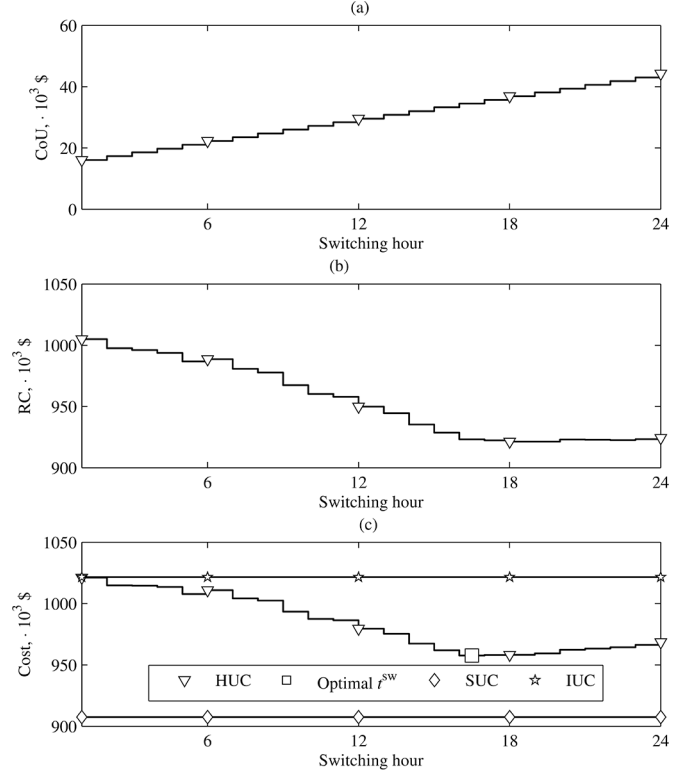 (a)
60
40
20
0
CoU, · 10³ $
6 12 18 24
Switching hour
(b)
1050
1000
950
900
RC, · 10³ $
6 12 18 24
Switching hour
(c)
1050
1000
950
900
Cost, · 10³ $
HUC Optimal tˢʷ SUC IUC
6 12 18 24
Switching hour